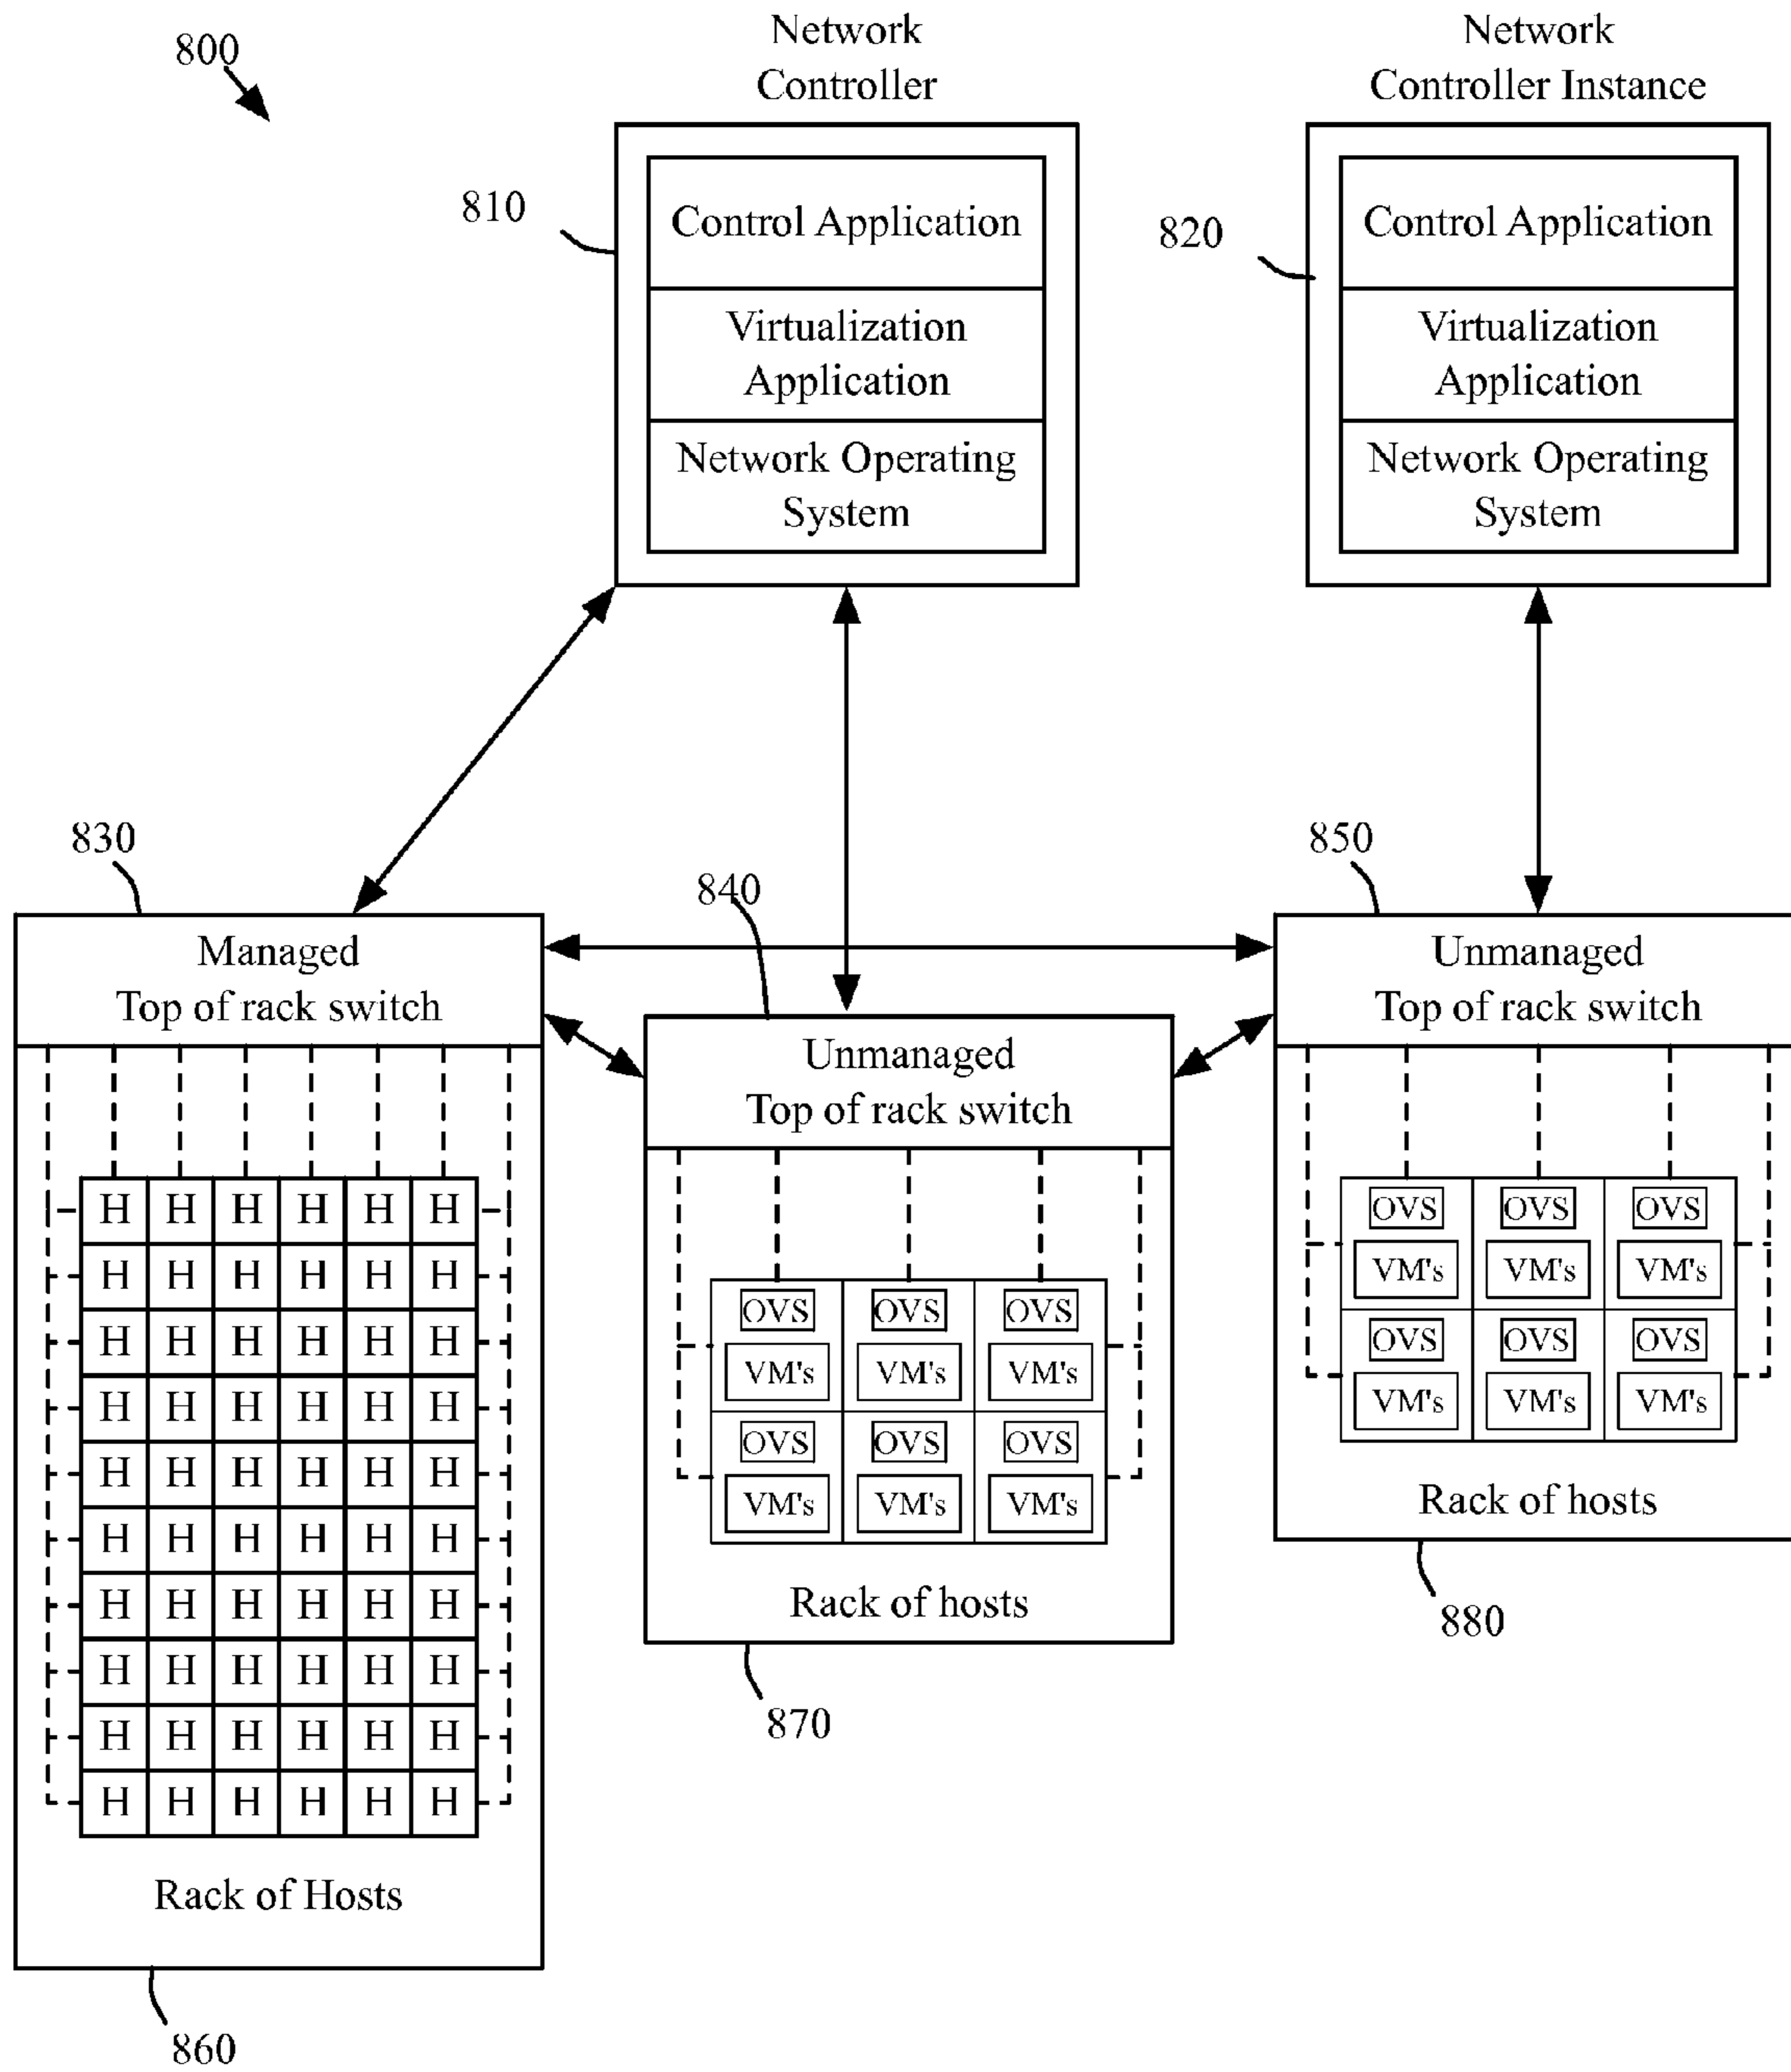 800
Network
Controller
810
Control Application
Virtualization
Application
Network Operating
System
Network
Controller Instance
820
Control Application
Virtualization
Application
Network Operating
System
830
Managed
Top of rack switch
H H H H H H
H H H H H H
H H H H H H
H H H H H H
H H H H H H
H H H H H H
H H H H H H
H H H H H H
H H H H H H
H H H H H H
Rack of Hosts
860
840
Unmanaged
Top of rack switch
OVS OVS OVS
VM's VM's VM's
OVS OVS OVS
VM's VM's VM's
Rack of hosts
870
850
Unmanaged
Top of rack switch
OVS OVS OVS
VM's VM's VM's
OVS OVS OVS
VM's VM's VM's
Rack of hosts
880